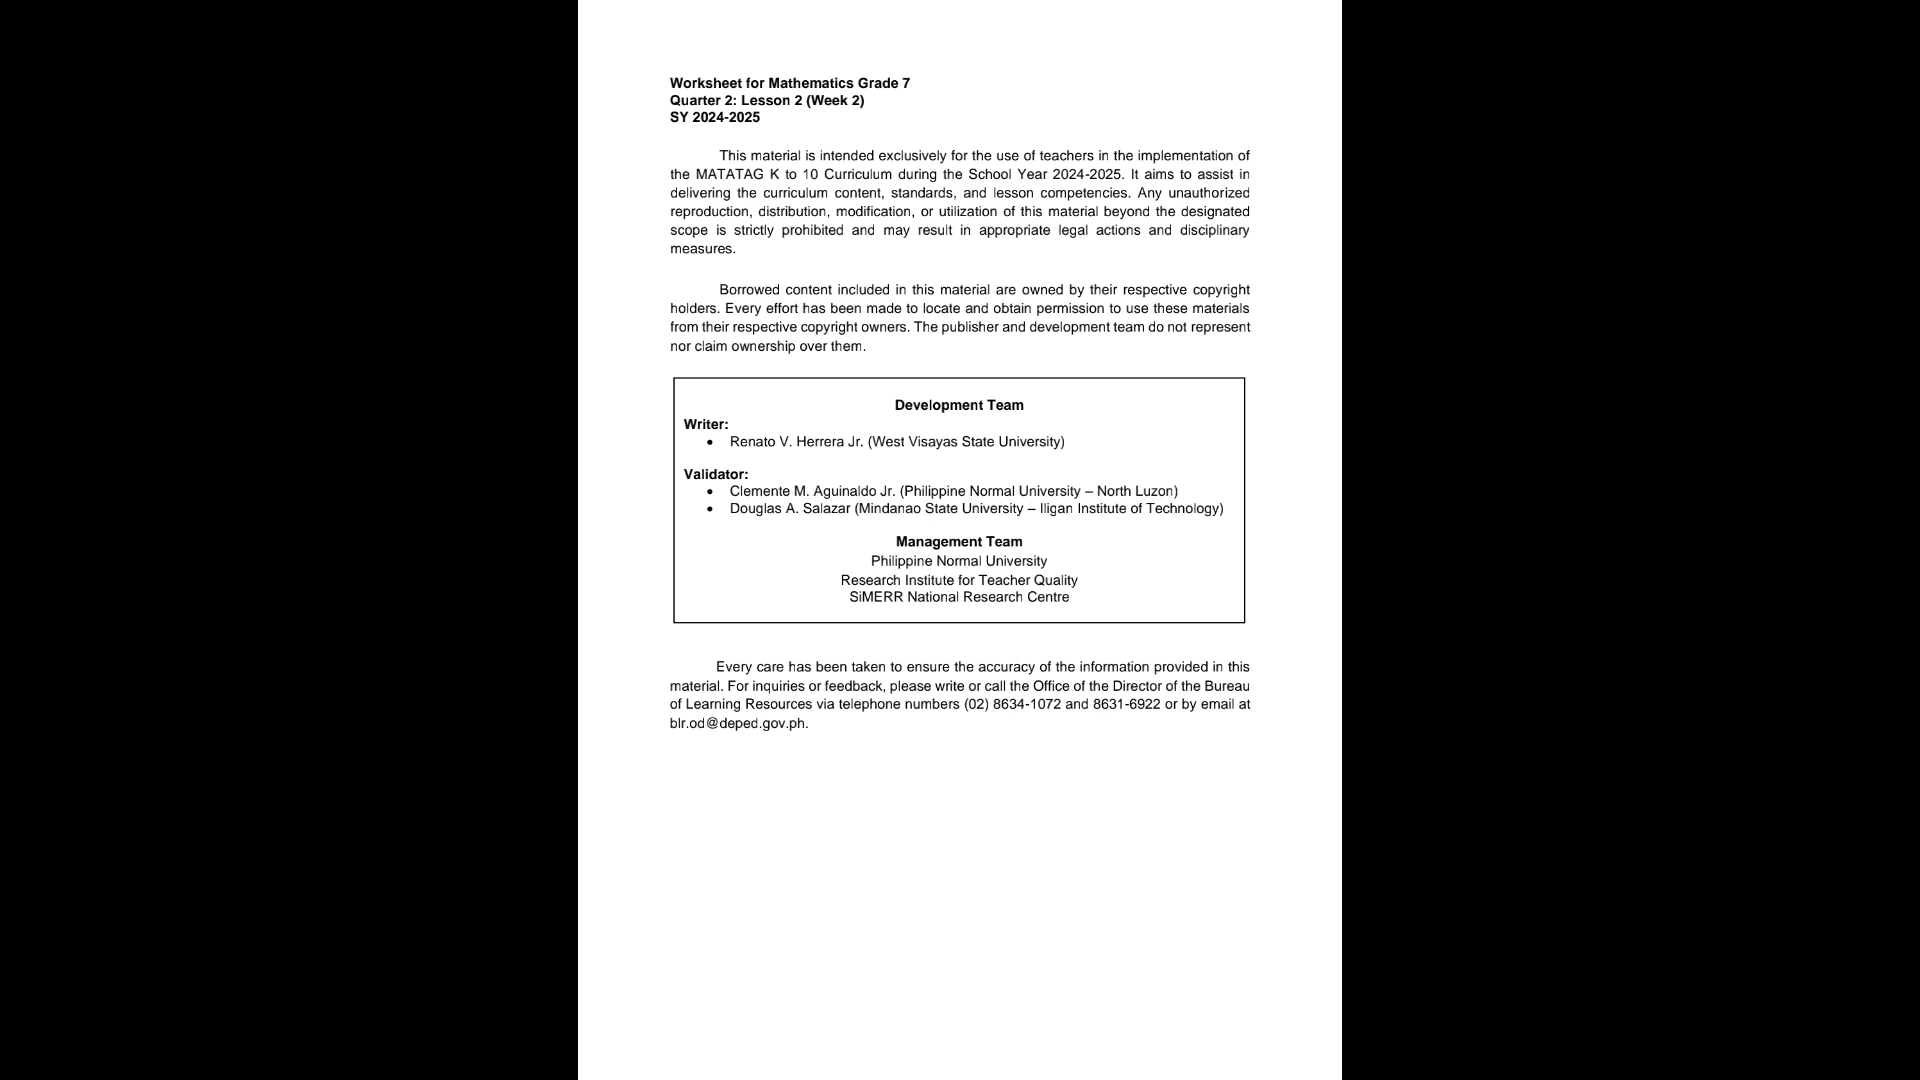 Worksheet for Mathematics Grade 7
Quarter 2: Lesson 2 (Week 2)
SY 2024-2025
This material is intended exclusively for the use of teachers in the implementation of
the MATATAG K to 10 Curriculum during the School Year 2024-2025. It aims to assist in
delivering the curriculum content, standards, and lesson competencies. Any unauthorized
reproduction, distribution, modification, or utilization of this material beyond the designated
scope is strictly prohibited and may result in appropriate legal actions and disciplinary
measures.
Borrowed content included in this material are owned by their respective copyright
holders. Every effort has been made to locate and obtain permission to use these materials
from their respective copyright owners. The publisher and development team do not represent
nor claim ownership over them.
Development Team
Writer:
• Renato V. Herrera Jr. (West Visayas State University)
Validator:
• Clemente M. Aguinaldo Jr. (Philippine Normal University – North Luzon)
• Douglas A. Salazar (Mindanao State University – Iligan Institute of Technology)
Management Team
Philippine Normal University
Research Institute for Teacher Quality
SiMERR National Research Centre
Every care has been taken to ensure the accuracy of the information provided in this
material. For inquiries or feedback, please write or call the Office of the Director of the Bureau
of Learning Resources via telephone numbers (02) 8634-1072 and 8631-6922 or by email at
blr.od@deped.gov.ph.